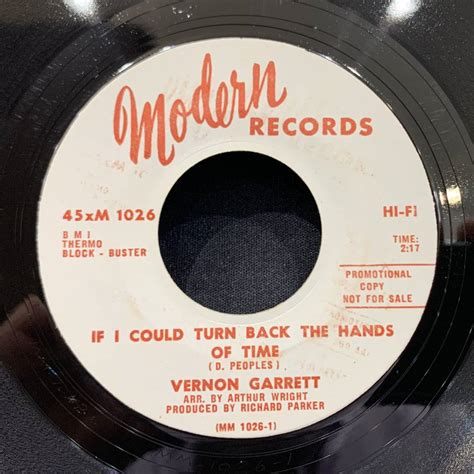 Modern
RECORDS
45xM 1026
HI-FI
B M I
THERMO
BLOCK - BUSTER
TIME:
2:17
PROMOTIONAL
COPY
NOT FOR SALE
IF I COULD TURN BACK THE HANDS
OF TIME
( D. PEOPLES )
VERNON GARRETT
ARR. BY ARTHUR WRIGHT
PRODUCED BY RICHARD PARKER
(MM 1026-1)